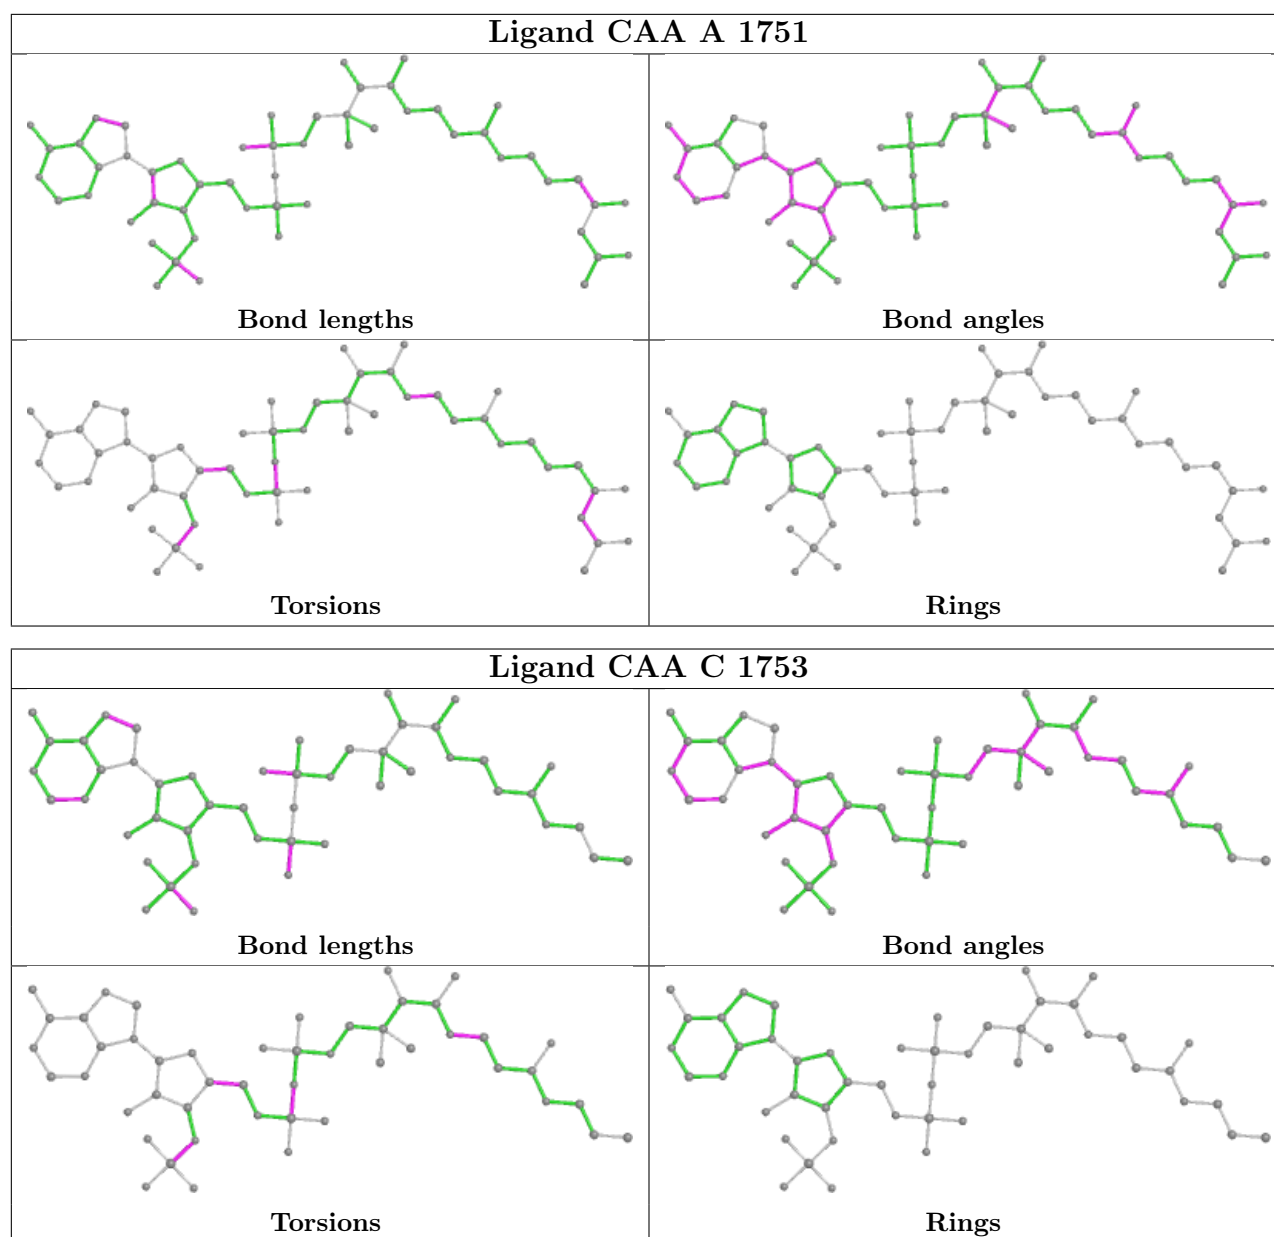 Ligand CAA A 1751
Bond lengths
Bond angles
Torsions
Rings
Ligand CAA C 1753
Bond lengths
Bond angles
Torsions
Rings